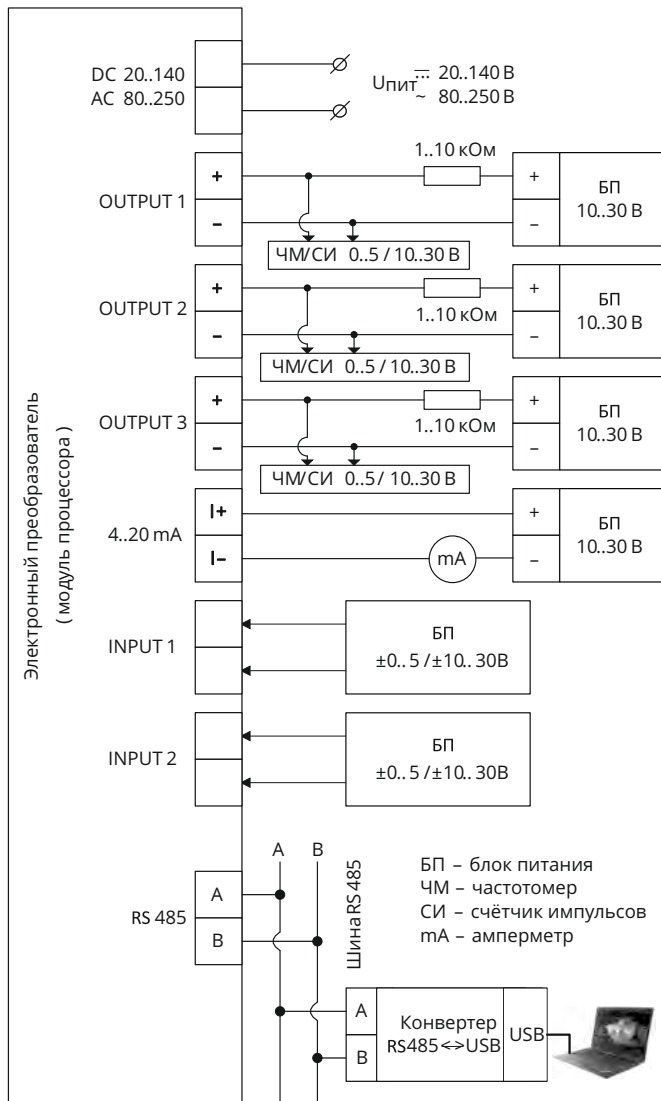 Электронный преобразователь
( модуль процессора )
DC 20..140
AC 80..250
Uпит
⎓ 20..140 В
~ 80..250 В
OUTPUT 1
+
–
1..10 кОм
+
–
БП
10..30 В
ЧМ/СИ 0..5 / 10..30 В
OUTPUT 2
+
–
1..10 кОм
+
–
БП
10..30 В
ЧМ/СИ 0..5 / 10..30 В
OUTPUT 3
+
–
1..10 кОм
+
–
БП
10..30 В
ЧМ/СИ 0..5 / 10..30 В
4..20 mA
I+
I–
mA
+
–
БП
10..30 В
INPUT 1
БП
±0..5 /±10.. 30В
INPUT 2
БП
±0..5 /±10.. 30В
A B
Шина RS 485
RS 485
A
B
БП – блок питания
ЧМ – частотомер
СИ – счётчик импульсов
mA – амперметр
A
B
Конвертер
RS485<->USB
USB